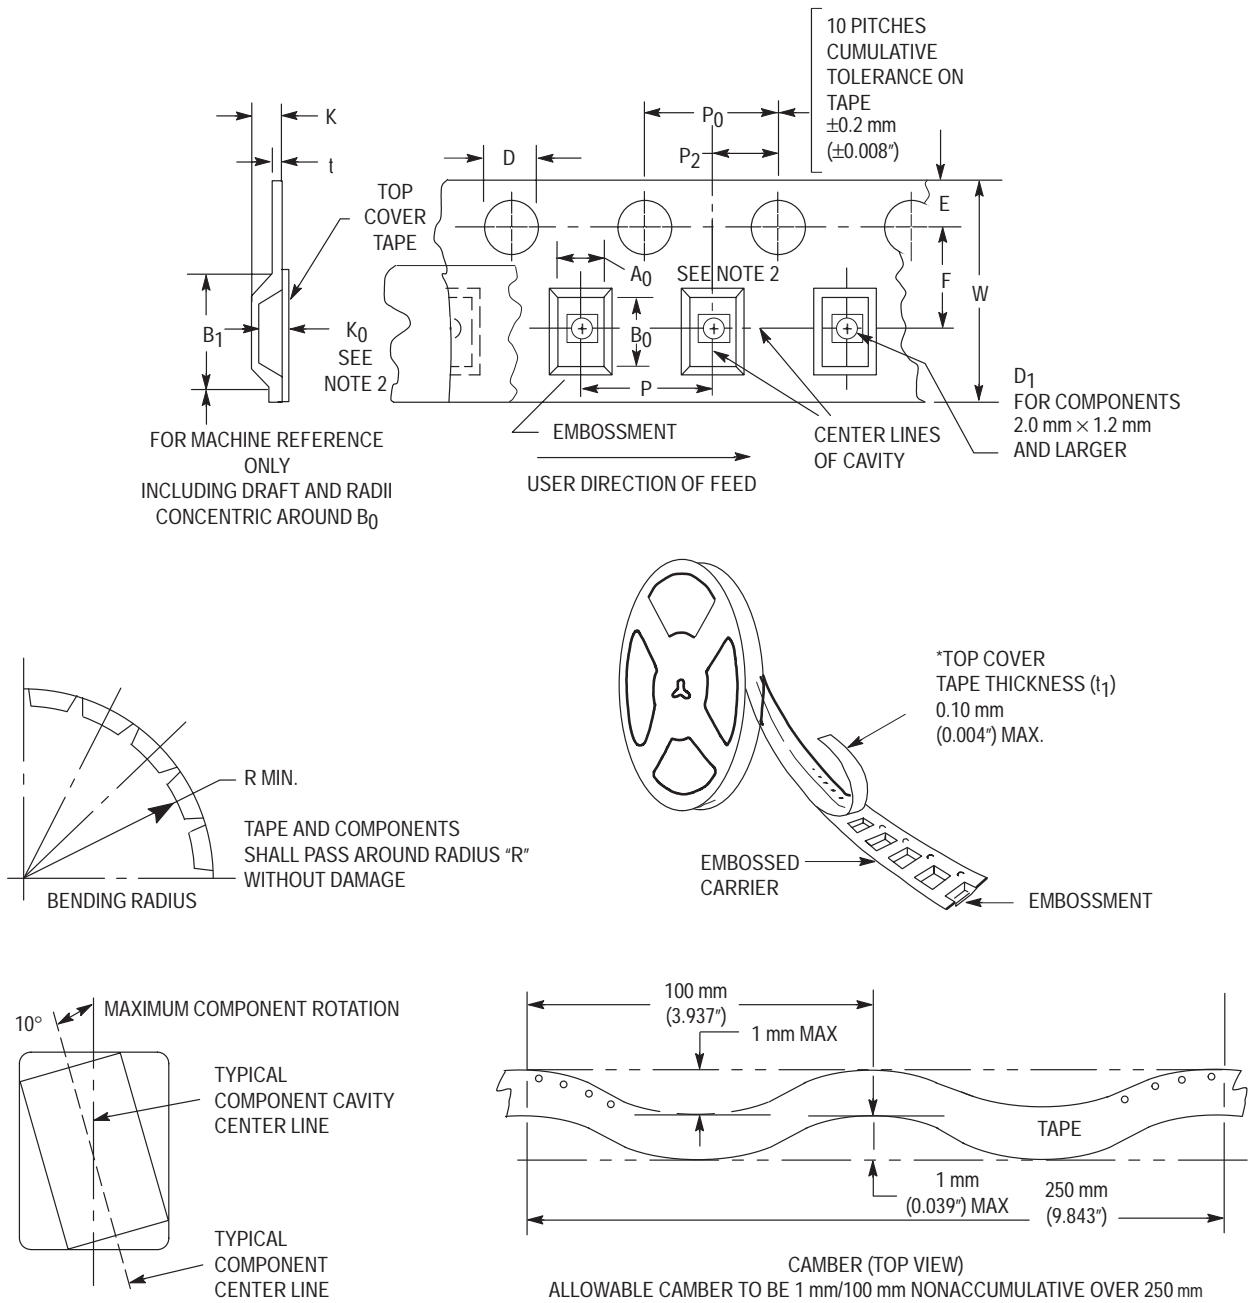 10 PITCHES
CUMULATIVE
TOLERANCE ON
TAPE
±0.2 mm
(±0.008″)
K
t
D
P0
P2
E
F
W
TOP
COVER
TAPE
A0
SEE NOTE 2
B1
K0
SEE
NOTE 2
B0
P
D1
FOR COMPONENTS
2.0 mm × 1.2 mm
AND LARGER
FOR MACHINE REFERENCE
ONLY
INCLUDING DRAFT AND RADII
CONCENTRIC AROUND B0
EMBOSSMENT
CENTER LINES
OF CAVITY
USER DIRECTION OF FEED
R MIN.
TAPE AND COMPONENTS
SHALL PASS AROUND RADIUS “R”
WITHOUT DAMAGE
BENDING RADIUS
*TOP COVER
TAPE THICKNESS (t1)
0.10 mm
(0.004″) MAX.
EMBOSSED
CARRIER
EMBOSSMENT
10°
MAXIMUM COMPONENT ROTATION
TYPICAL
COMPONENT CAVITY
CENTER LINE
TYPICAL
COMPONENT
CENTER LINE
100 mm
(3.937″)
1 mm MAX
TAPE
1 mm
(0.039″) MAX
250 mm
(9.843″)
CAMBER (TOP VIEW)
ALLOWABLE CAMBER TO BE 1 mm/100 mm NONACCUMULATIVE OVER 250 mm